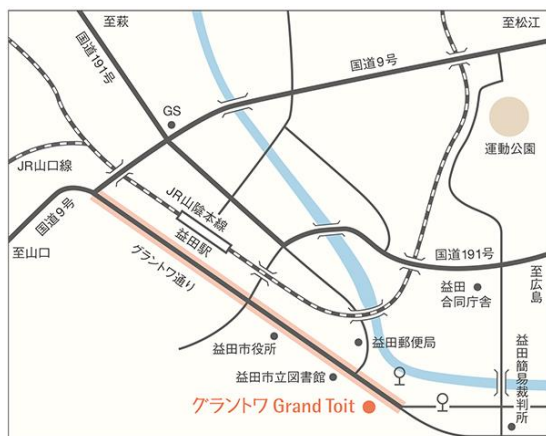 至萩
国道191号
至松江
国道9号
GS
運動公園
JR山口線
JR山陰本線
益田駅
国道9号
至山口
グラントワ通り
国道191号
至広島
益田
合同庁舎
益田市役所
益田郵便局
益田市立図書館
益田簡易裁判所
グラントワ Grand Toit